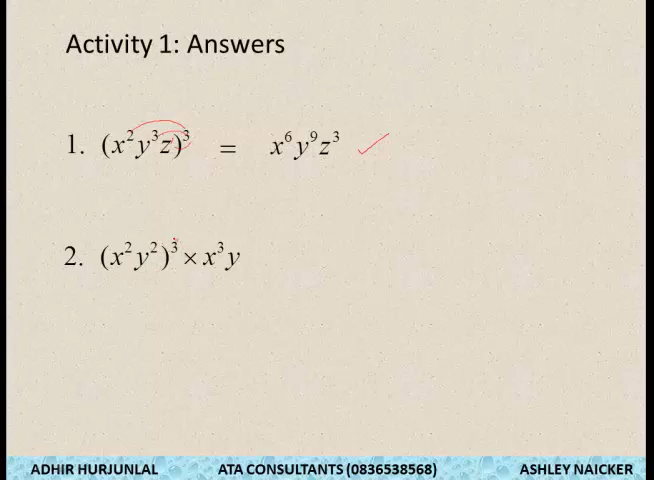 Activity 1: Answers
1. (x²y³z)³ = x⁶y⁹z³
2. (x²y²)³ × x³y
ADHIR HURJUNLAL ATA CONSULTANTS (0836538568) ASHLEY NAICKER